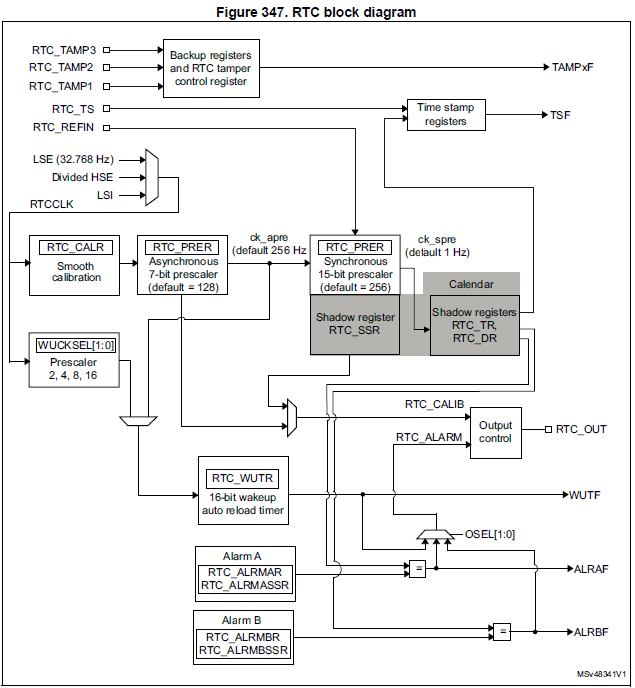 Figure 347. RTC block diagram
RTC_TAMP3
RTC_TAMP2
RTC_TAMP1
Backup registers
and RTC tamper
control register
TAMPxF
RTC_TS
RTC_REFIN
Time stamp
registers
TSF
LSE (32.768 Hz)
Divided HSE
LSI
RTCCLK
RTC_CALR
Smooth
calibration
RTC_PRER
Asynchronous
7-bit prescaler
(default = 128)
ck_apre
(default 256 Hz
RTC_PRER
Synchronous
15-bit prescaler
(default = 256)
ck_spre
(default 1 Hz)
Calendar
Shadow register
RTC_SSR
Shadow registers
RTC_TR,
RTC_DR
WUCKSEL[1:0]
Prescaler
2, 4, 8, 16
RTC_CALIB
RTC_ALARM
Output
control
RTC_OUT
RTC_WUTR
16-bit wakeup
auto reload timer
WUTF
OSEL[1:0]
Alarm A
RTC_ALRMAR
RTC_ALRMASSR
=
ALRAF
Alarm B
RTC_ALRMBR
RTC_ALRMBSSR
=
ALRBF
MSv48341V1